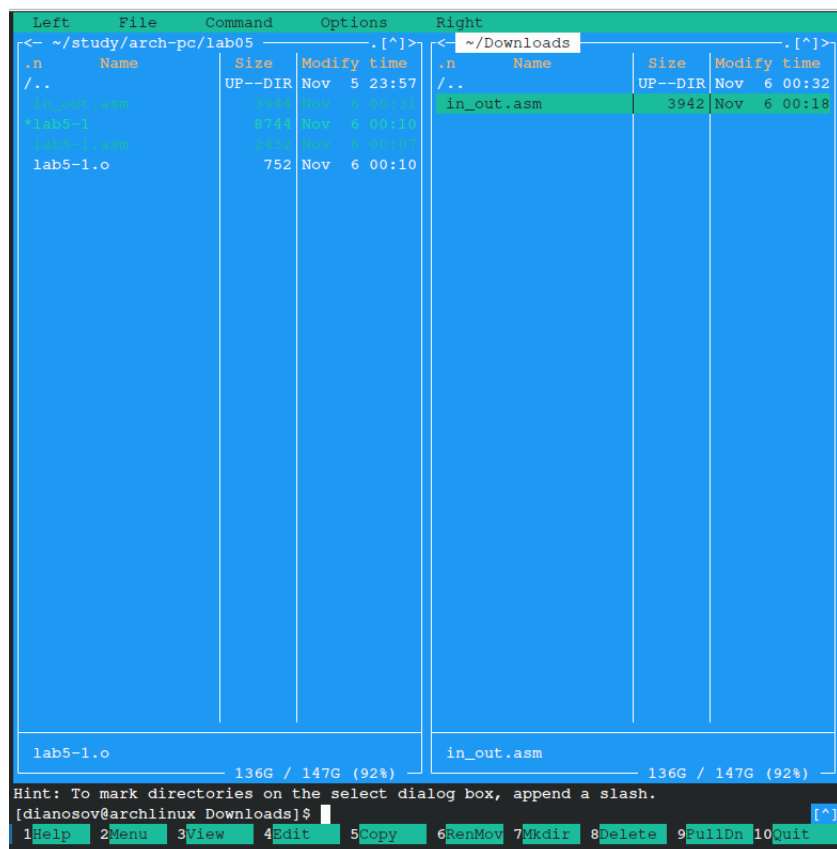 Left File Command Options Right
<− ~/study/arch-pc/lab05 .[^]>
.n Name Size Modify time
/.. UP--DIR Nov 5 23:57
in_out.asm 3944 Nov 6 00:31
*lab5-1 8744 Nov 6 00:10
lab5-1.asm 2432 Nov 6 00:07
lab5-1.o 752 Nov 6 00:10
lab5-1.o
136G / 147G (92%)
<− ~/Downloads .[^]>
.n Name Size Modify time
/.. UP--DIR Nov 6 00:32
in_out.asm 3942 Nov 6 00:18
in_out.asm
136G / 147G (92%)
Hint: To mark directories on the select dialog box, append a slash.
[dianosov@archlinux Downloads]$ [^]
1Help 2Menu 3View 4Edit 5Copy 6RenMov 7Mkdir 8Delete 9PullDn 10Quit